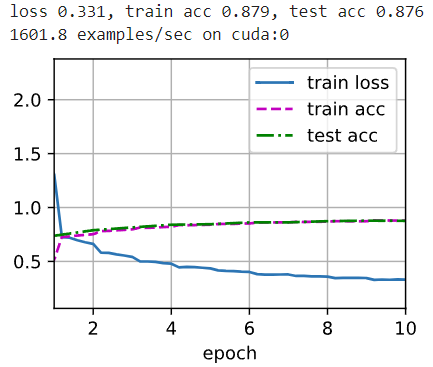 loss 0.331, train acc 0.879, test acc 0.876
1601.8 examples/sec on cuda:0
train loss
train acc
test acc
2.0
1.5
1.0
0.5
2 4 6 8 10
epoch